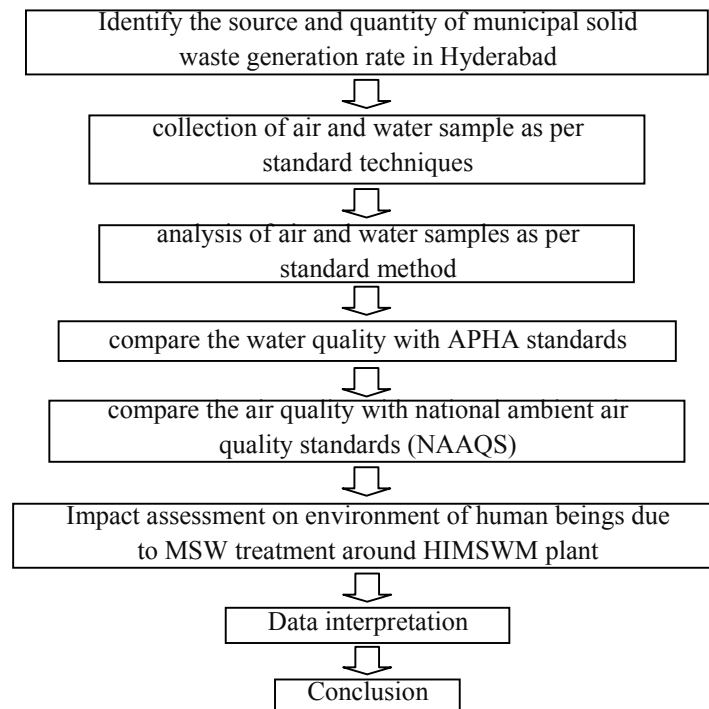 Identify the source and quantity of municipal solid
waste generation rate in Hyderabad
collection of air and water sample as per
standard techniques
analysis of air and water samples as per
standard method
compare the water quality with APHA standards
compare the air quality with national ambient air
quality standards (NAAQS)
Impact assessment on environment of human beings due
to MSW treatment around HIMSWM plant
Data interpretation
Conclusion